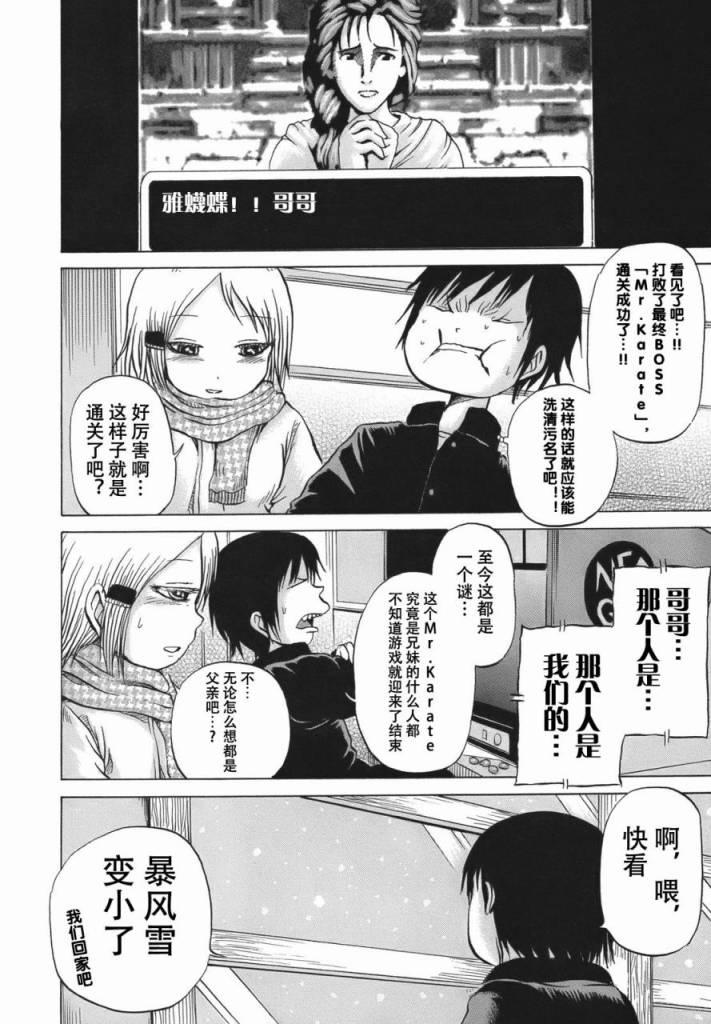 雅蠛蝶！！哥哥
看见了吧…!!
打败了最终BOSS
「Mr.Karate」，
通关成功了…!!
这样的话就应该能
洗清污名了吧!!
好厉害啊…
这样子就是
通关了吧？
哥哥…
那个人是…
那个人是
我们的…
NEO
至今这都是
一个谜…
这个Mr.Karate
究竟是兄妹的什么人都
不知道游戏就迎来了结束
不…
无论怎么想都是
父亲吧…？
啊，喂，
快看
暴风雪
变小了
我们回家吧